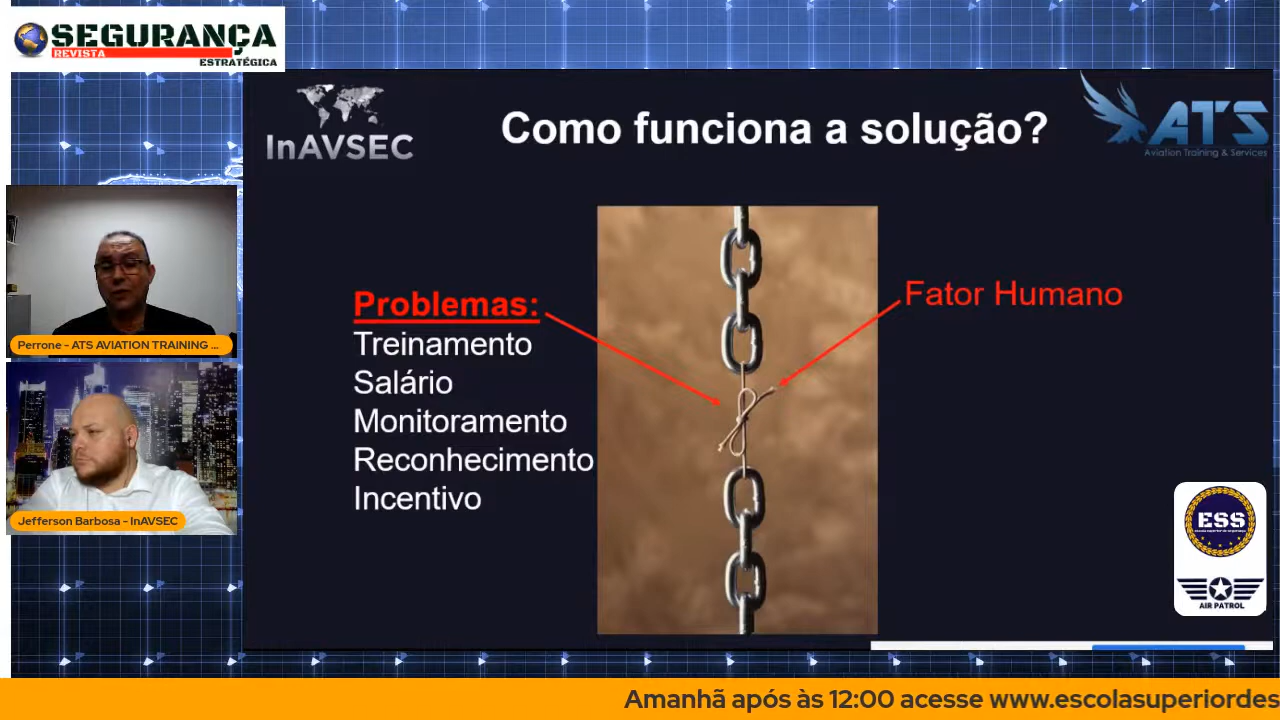 SEGURANÇA
REVISTA
ESTRATÉGICA
InAVSEC
Como funciona a solução?
ATS
Aviation Training & Services
Problemas:
Treinamento
Salário
Monitoramento
Reconhecimento
Incentivo
Fator Humano
Perrone - ATS AVIATION TRAINING ...
Jefferson Barbosa - InAVSEC
ESS
AIR PATROL
Amanhã após às 12:00 acesse www.escolasuperiordes